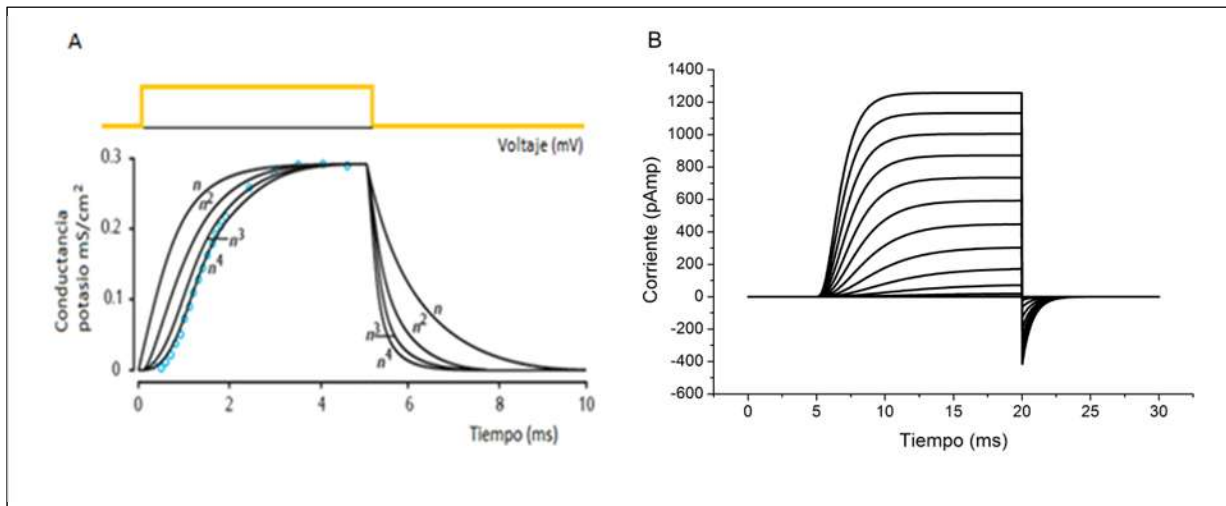 A
Voltaje (mV)
Conductancia
potasio mS/cm²
0.3
0.2
0.1
0
n
n²
n³
n⁴
n
n²
n³
n⁴
0 2 4 6 8 10
Tiempo (ms)
B
Corriente (pAmp)
1400
1200
1000
800
600
400
200
0
-200
-400
-600
0 5 10 15 20 25 30
Tiempo (ms)